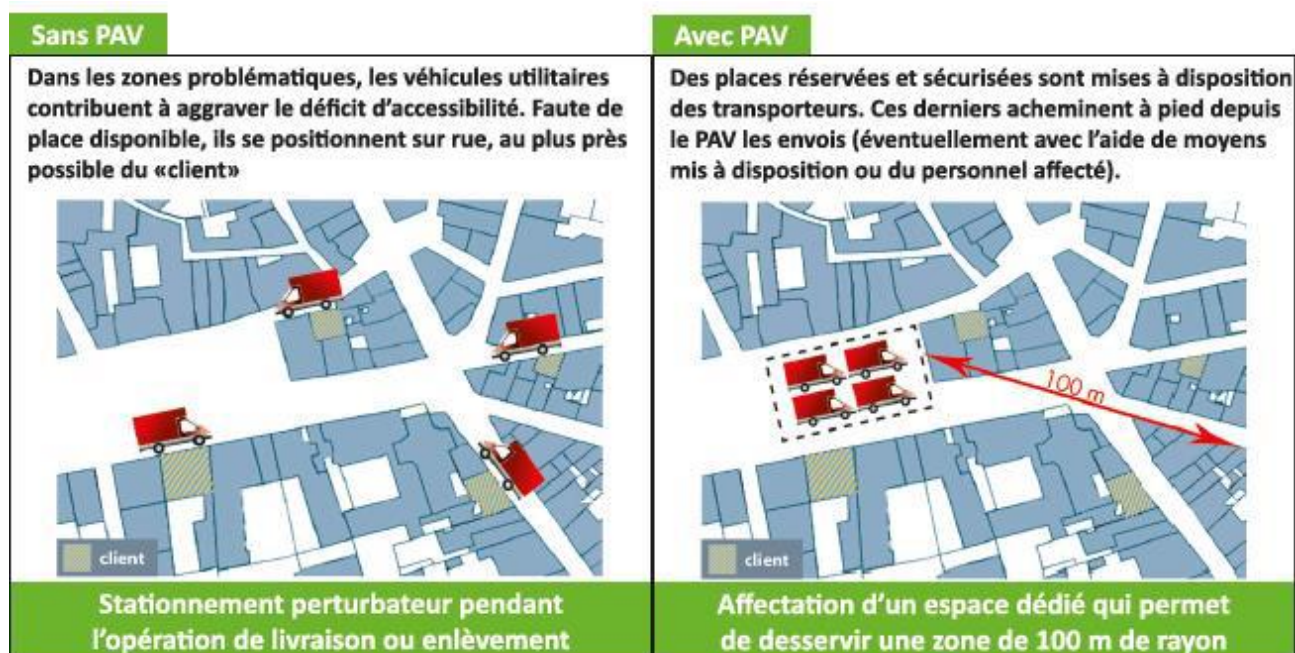 Sans PAV
Dans les zones problématiques, les véhicules utilitaires
contribuent à aggraver le déficit d'accessibilité. Faute de
place disponible, ils se positionnent sur rue, au plus près
possible du «client»
client
Stationnement perturbateur pendant
l'opération de livraison ou enlèvement
Avec PAV
Des places réservées et sécurisées sont mises à disposition
des transporteurs. Ces derniers acheminent à pied depuis
le PAV les envois (éventuellement avec l'aide de moyens
mis à disposition ou du personnel affecté).
100 m
client
Affectation d'un espace dédié qui permet
de desservir une zone de 100 m de rayon